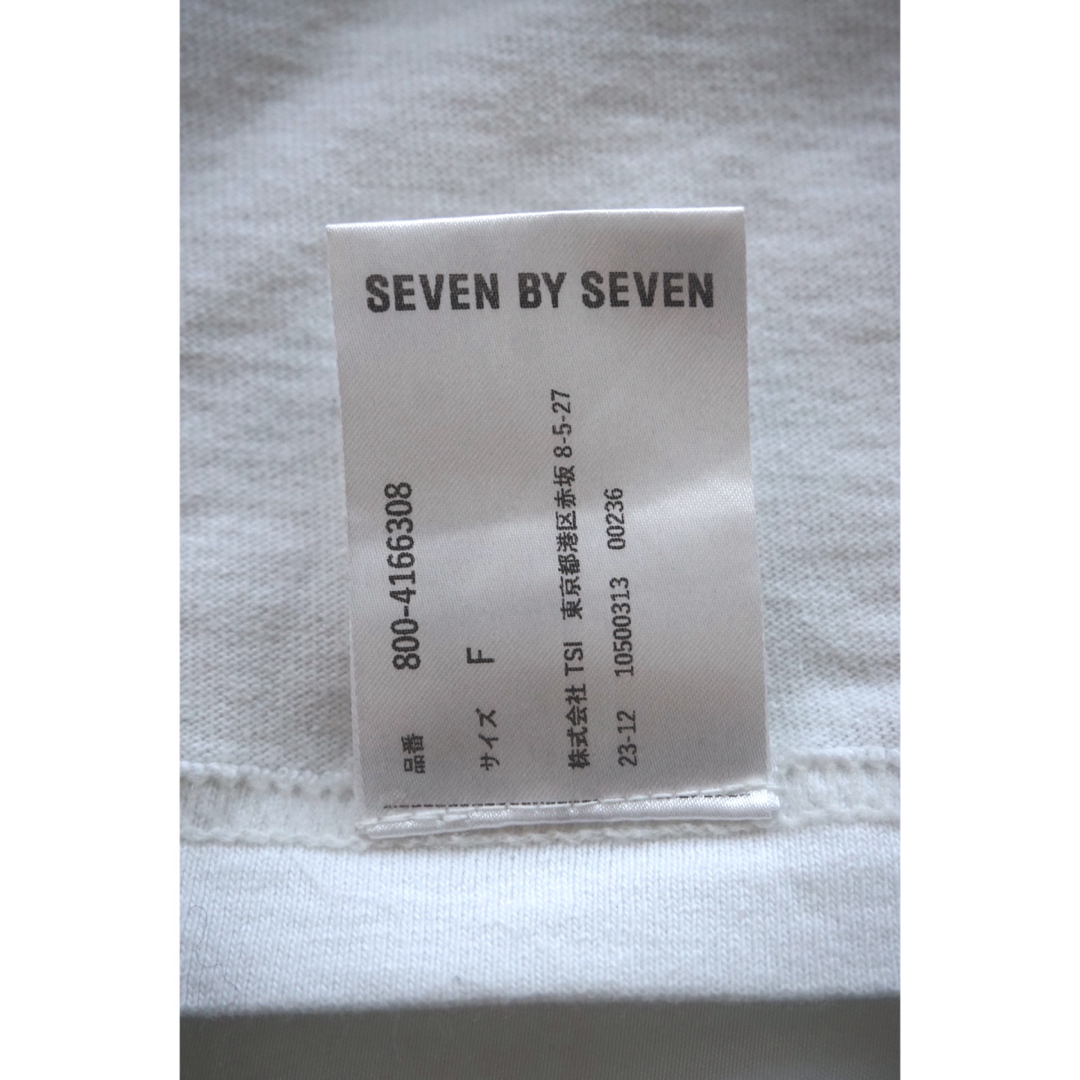 SEVEN BY SEVEN
品番 800-4166308
サイズ F
株式会社 TSI 東京都港区赤坂 8-5-27
23-12 10500313 00236